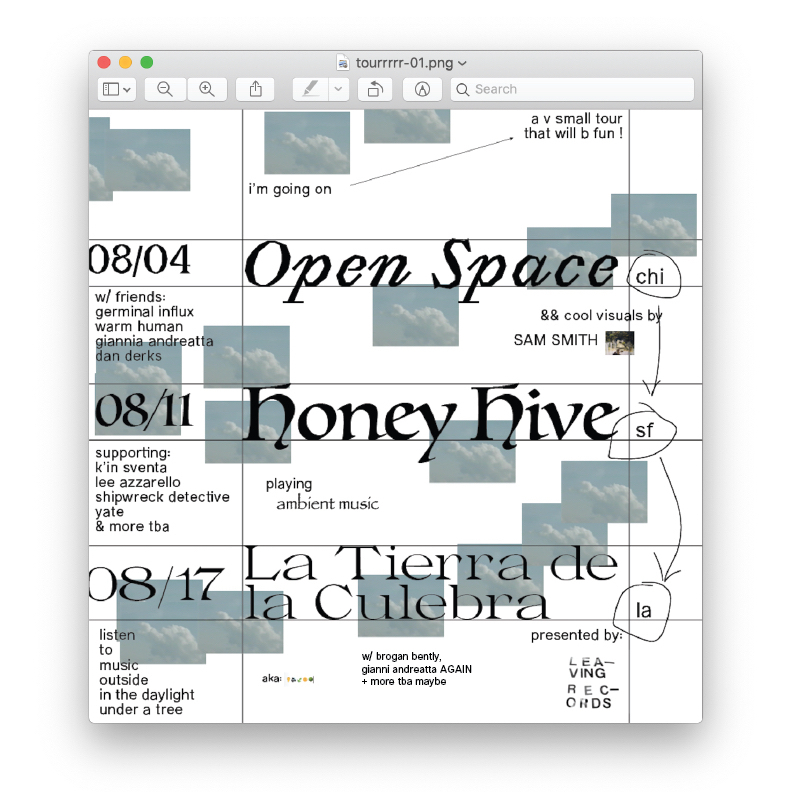 tourrrrr-01.png
Search
a v small tour
that will b fun !
i'm going on
08/04
Open Space
chi
w/ friends:
germinal influx
warm human
giannia andreatta
dan derks
&& cool visuals by
SAM SMITH
08/11
Honey Hive
sf
supporting:
k'in sventa
lee azzarello
shipwreck detective
yate
& more tba
playing
ambient music
08/17
La Tierra de
la Culebra
la
listen
to
music
outside
in the daylight
under a tree
aka:
w/ brogan bently,
gianni andreatta AGAIN
+ more tba maybe
presented by:
LEA—
VING
REC—
ORDS